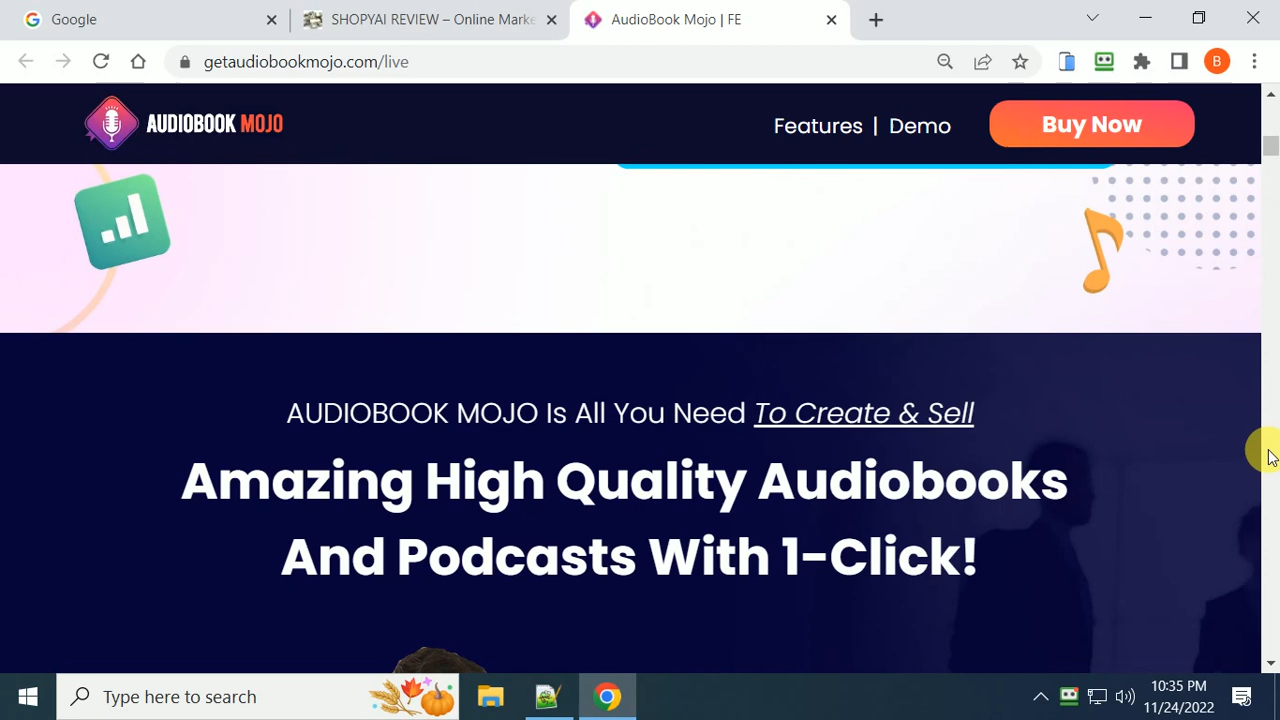 Google
SHOPYAI REVIEW – Online Marke
AudioBook Mojo | FE
getaudiobookmojo.com/live
B
AUDIOBOOK MOJO
Features | Demo
Buy Now
AUDIOBOOK MOJO Is All You Need To Create & Sell
Amazing High Quality Audiobooks
And Podcasts With 1-Click!
Type here to search
10:35 PM
11/24/2022